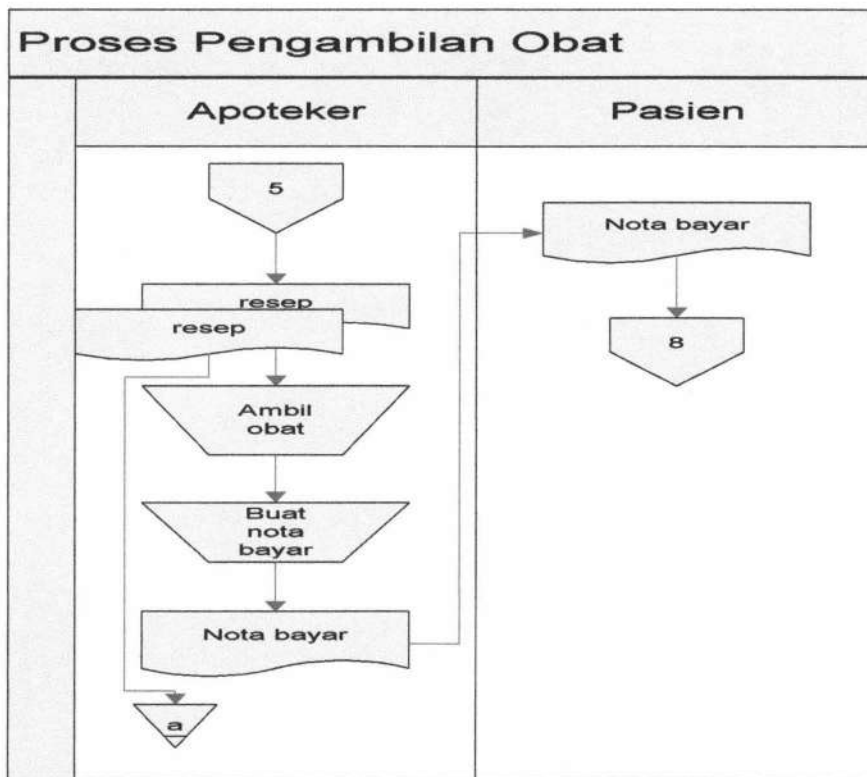 Proses Pengambilan Obat
Apoteker
Pasien
5
resep
resep
Ambil
obat
Buat
nota
bayar
Nota bayar
a
Nota bayar
8